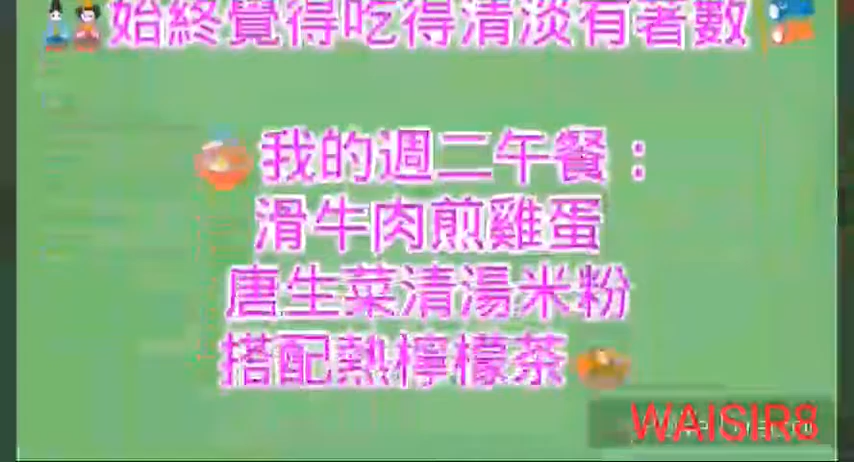 始終覺得吃得清淡有著數
我的週二午餐：
滑牛肉煎雞蛋
唐生菜清湯米粉
搭配熱檸檬茶
WAISIR8